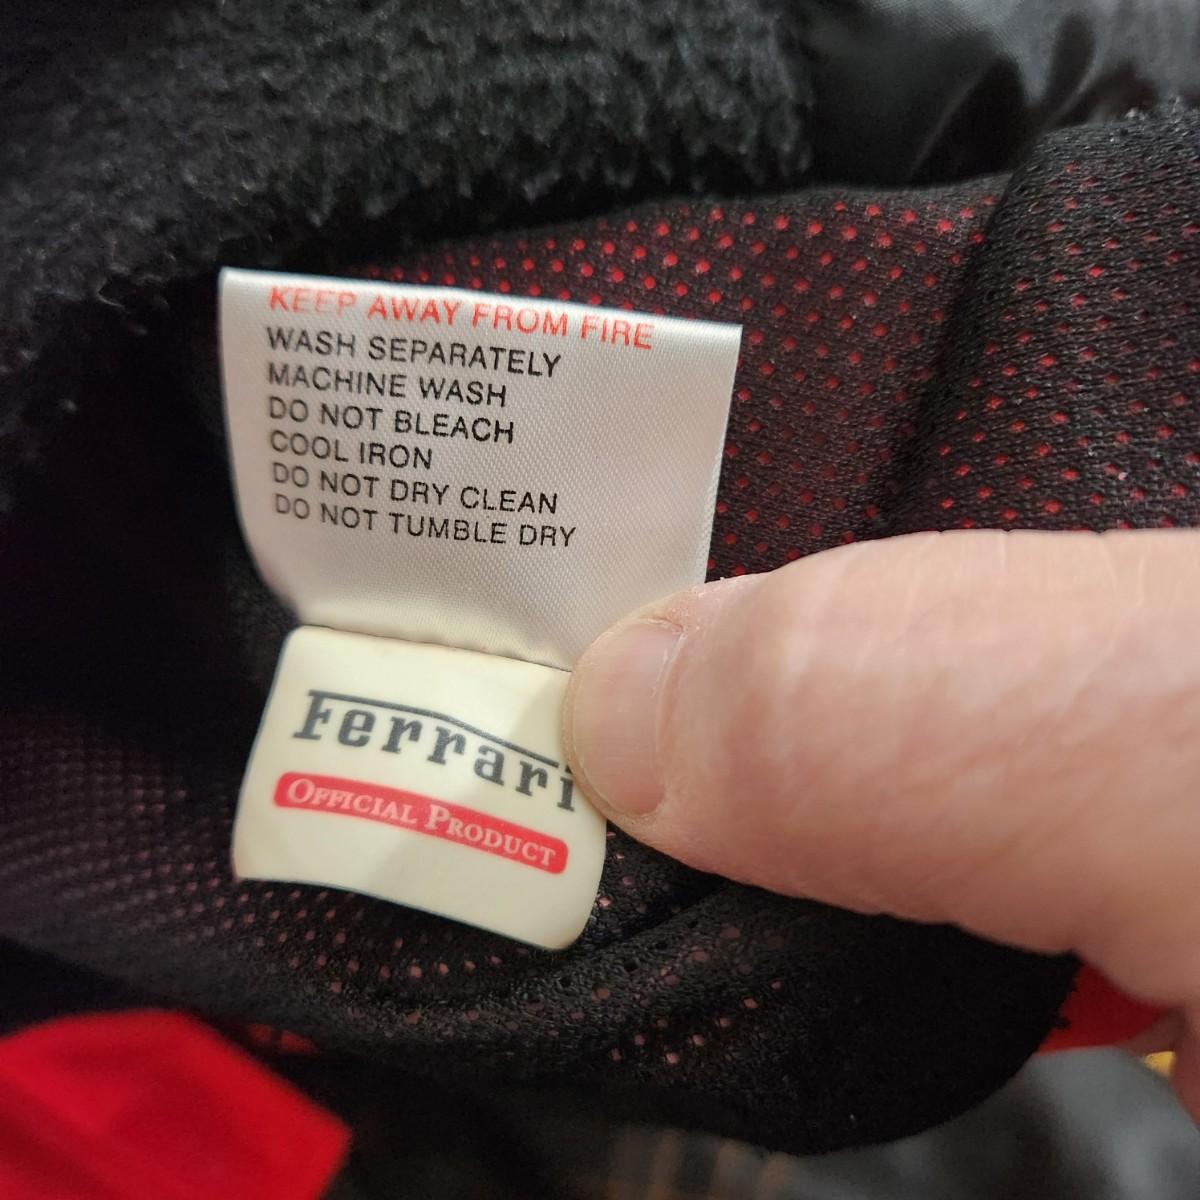 KEEP AWAY FROM FIRE
WASH SEPARATELY
MACHINE WASH
DO NOT BLEACH
COOL IRON
DO NOT DRY CLEAN
DO NOT TUMBLE DRY
Ferrari
OFFICIAL PRODUCT